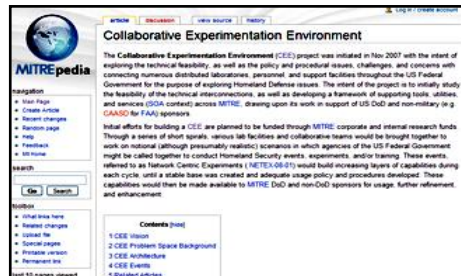 Log in / create account
article
discussion
view source
history
MITREpedia
Collaborative Experimentation Environment
The Collaborative Experimentation Environment (CEE) project was initiated in Nov 2007 with the intent of
exploring the technical feasibility, as well as the policy and procedural issues, challenges, and concerns with
connecting numerous distributed laboratories, personnel, and support facilities throughout the US Federal
Government for the purpose of exploring Homeland Defense issues. The intent of the project is to initially study
the feasibility of the technical interconnections, as well as developing a framework of supporting tools, utilities,
and services (SOA context) across MITRE, drawing upon its work in support of US DoD and non-military (e.g.
CAASD for FAA) sponsors.
Initial efforts for building a CEE are planned to be funded through MITRE corporate and internal research funds.
Through a series of short spirals, various lab facilities and collaborative teams would be brought together to
work on notional (although presumably realistic) scenarios in which agencies of the US Federal Government
might be called together to conduct Homeland Security events, experiments, and/or training. These events,
referred to as Network Centric Experiments ( NETEX-08-01) would build increasing layers of capabilities during
each cycle, until a stable base was created and adequate usage policy and procedures developed. These
capabilities would then be made available to MITRE DoD and non-DoD sponsors for usage, further refinement,
and enhancement.
Contents [hide]
1 CEE Vision
2 CEE Problem Space Background
3 CEE Architecture
4 CEE Events
5 Related Articles
navigation
Main Page
Create Article
Recent changes
Random page
Help
Feedback
MII Home
search
Go
Search
toolbox
What links here
Related changes
Upload file
Special pages
Printable version
Permanent link
last 10 pages viewed